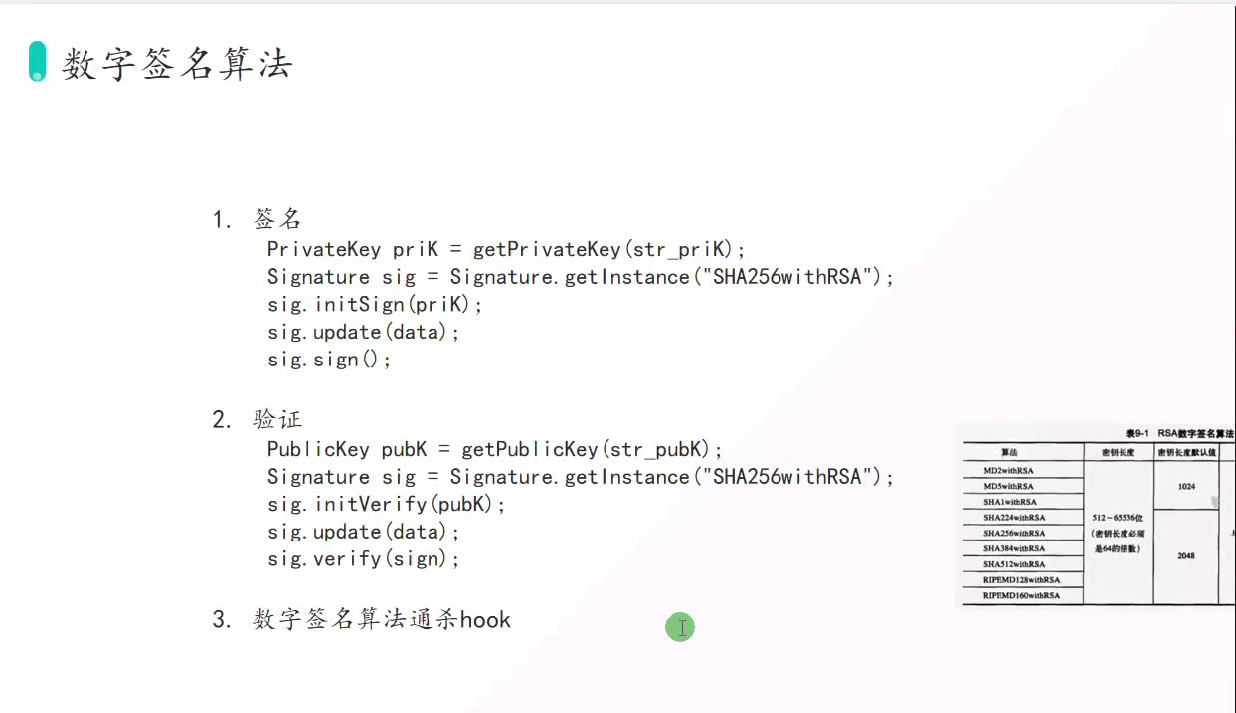 数字签名算法
1. 签名
PrivateKey priK = getPrivateKey(str_priK);
Signature sig = Signature.getInstance("SHA256withRSA");
sig.initSign(priK);
sig.update(data);
sig.sign();
2. 验证
PublicKey pubK = getPublicKey(str_pubK);
Signature sig = Signature.getInstance("SHA256withRSA");
sig.initVerify(pubK);
sig.update(data);
sig.verify(sign);
3. 数字签名算法通杀hook
表9-1 RSA数字签名算法
算法 密钥长度 密钥长度默认值
MD2withRSA
MD5withRSA
1024
SHA1withRSA
SHA224withRSA
512~65536位
SHA256withRSA
(密钥长度必须
SHA384withRSA
是64的倍数)
2048
SHA512withRSA
RIPEMD128withRSA
RIPEMD160withRSA